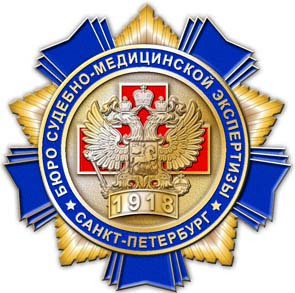 БЮРО СУДЕБНО-МЕДИЦИНСКОЙ ЭКСПЕРТИЗЫ
1918
САНКТ-ПЕТЕРБУРГ